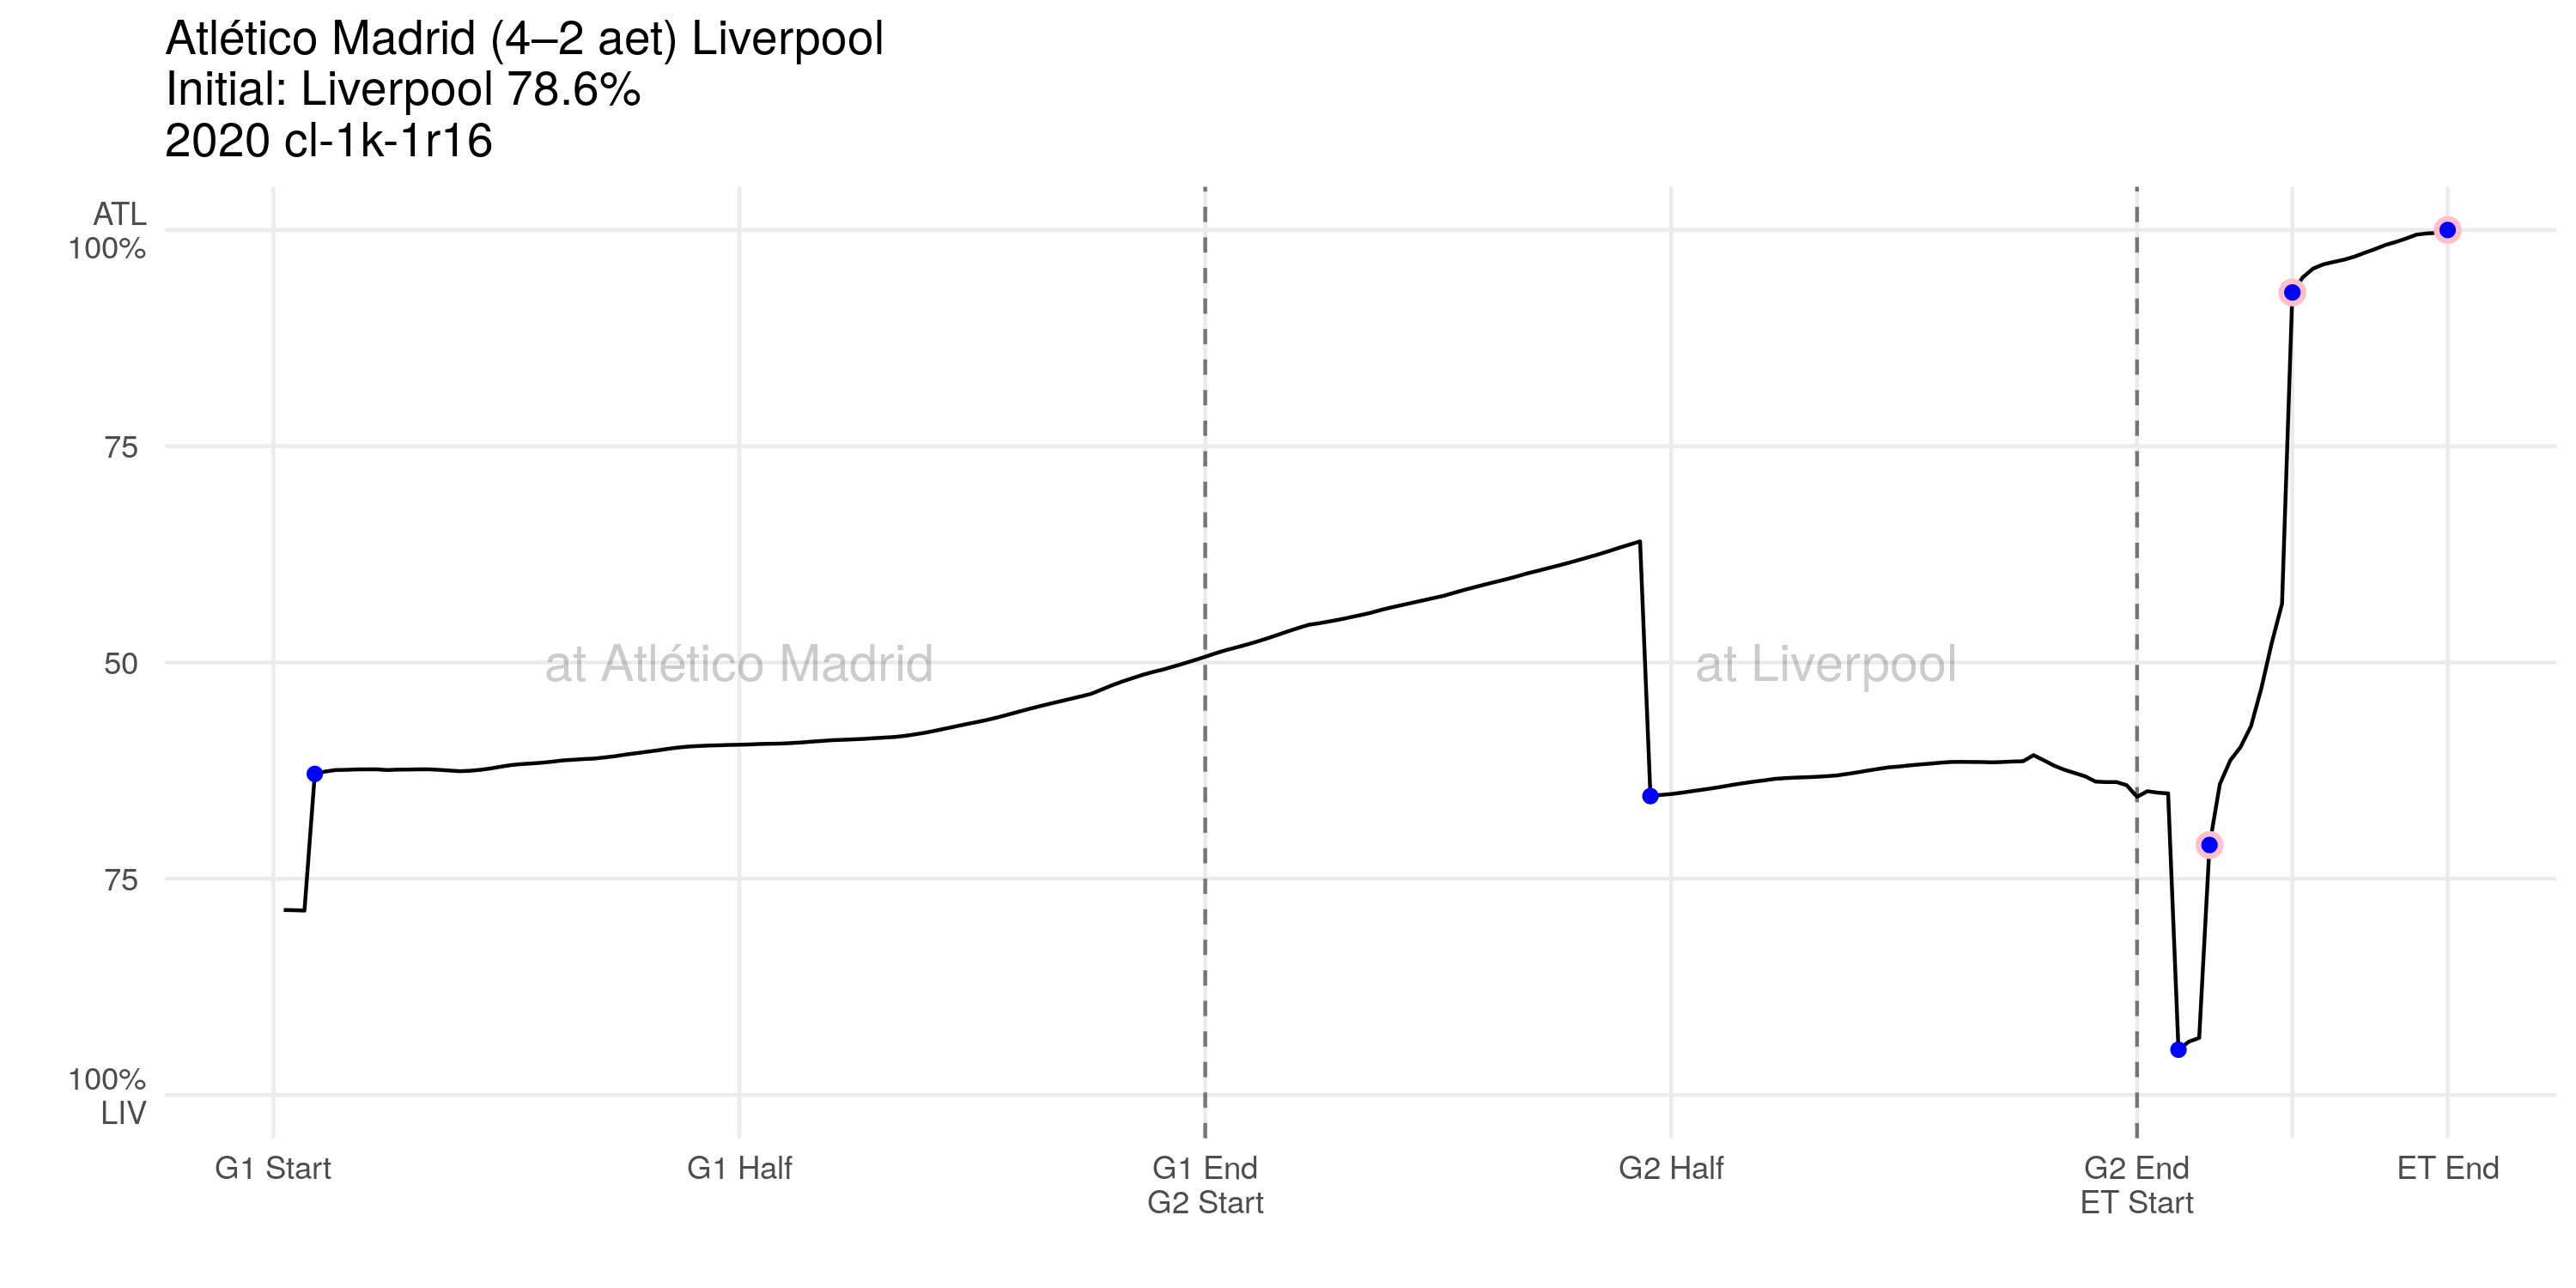 Atlético Madrid (4–2 aet) Liverpool
Initial: Liverpool 78.6%
2020 cl-1k-1r16
ATL
100%
75
50
75
100%
LIV
at Atlético Madrid
at Liverpool
G1 Start
G1 Half
G1 End
G2 Start
G2 Half
G2 End
ET Start
ET End